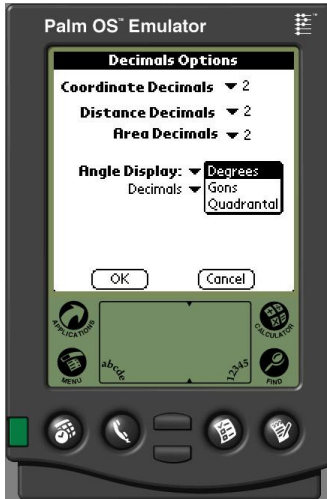 Palm OS™ Emulator
Decimals Options
Coordinate Decimals 2
Distance Decimals 2
Area Decimals 2
Angle Display: Degrees
Decimals Gons
Quadrantal
OK Cancel
APPLICATIONS
CALCULATOR
MENU
abcde
12345
FIND